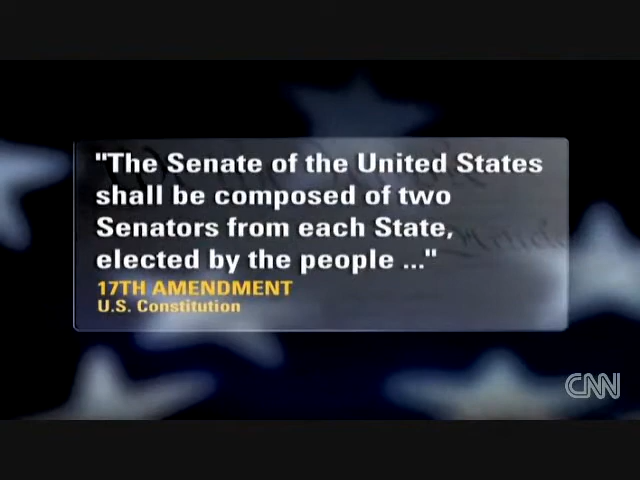 "The Senate of the United States
shall be composed of two
Senators from each State,
elected by the people ..."
17TH AMENDMENT
U.S. Constitution
CNN